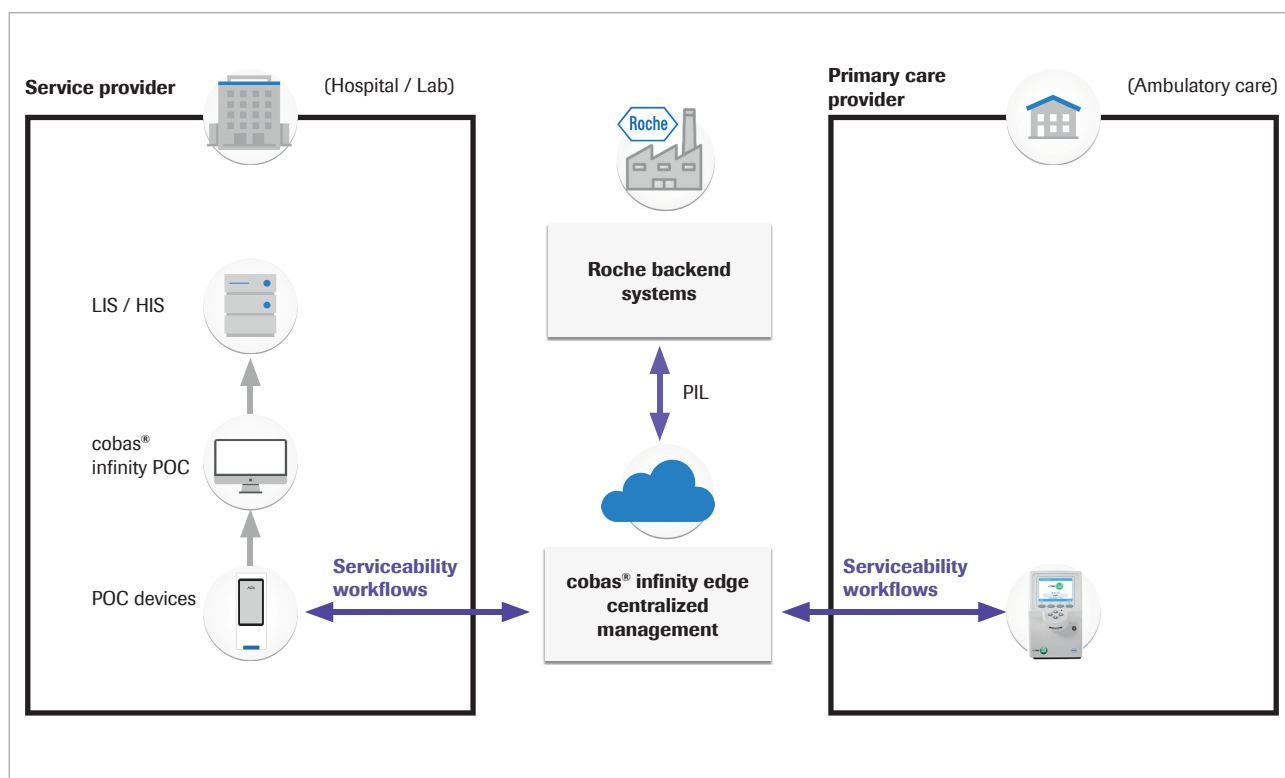 Service provider
(Hospital / Lab)
Roche
Primary care
provider
(Ambulatory care)
Roche backend
systems
LIS / HIS
PIL
cobas®
infinity POC
POC devices
Serviceability
workflows
cobas® infinity edge
centralized
management
Serviceability
workflows